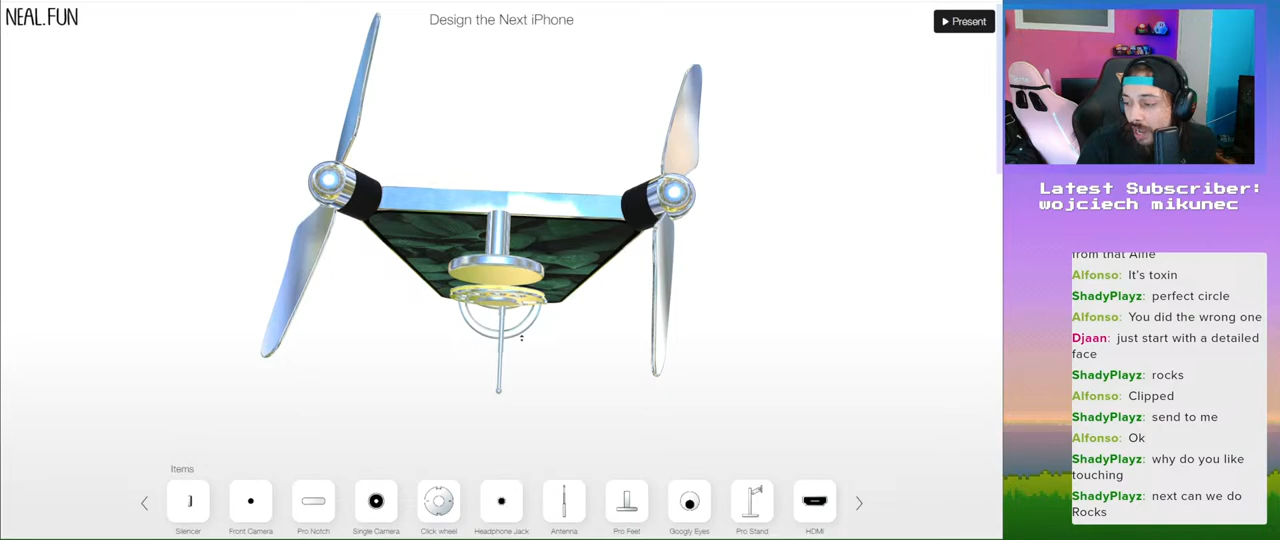 NEAL.FUN
Design the Next iPhone
Present
Items
Silencer
Front Camera
Pro Notch
Single Camera
Click wheel
Headphone Jack
Antenna
Pro Feet
Googly Eyes
Pro Stand
HDMI
Latest Subscriber:
wojciech mikunec
from that Alfie
Alfonso: It's toxin
ShadyPlayz: perfect circle
Alfonso: You did the wrong one
Djaan: just start with a detailed
face
ShadyPlayz: rocks
Alfonso: Clipped
ShadyPlayz: send to me
Alfonso: Ok
ShadyPlayz: why do you like
touching
ShadyPlayz: next can we do
Rocks